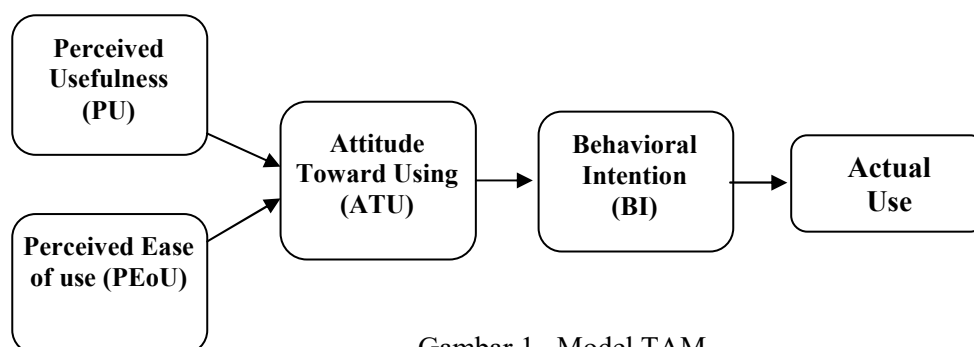 Perceived
Usefulness
(PU)
Perceived Ease
of use (PEoU)
Attitude
Toward Using
(ATU)
Behavioral
Intention
(BI)
Actual
Use
Gambar 1. Model TAM